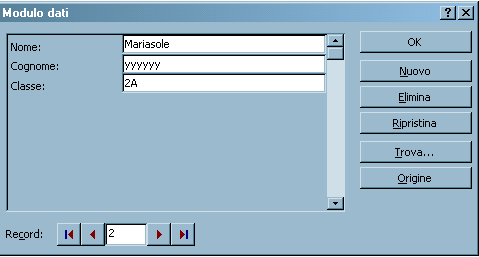 Modulo dati
Nome: Mariasole
Cognome: yyyyyy
Classe: 2A
OK
Nuovo
Elimina
Ripristina
Trova...
Origine
Record: 2